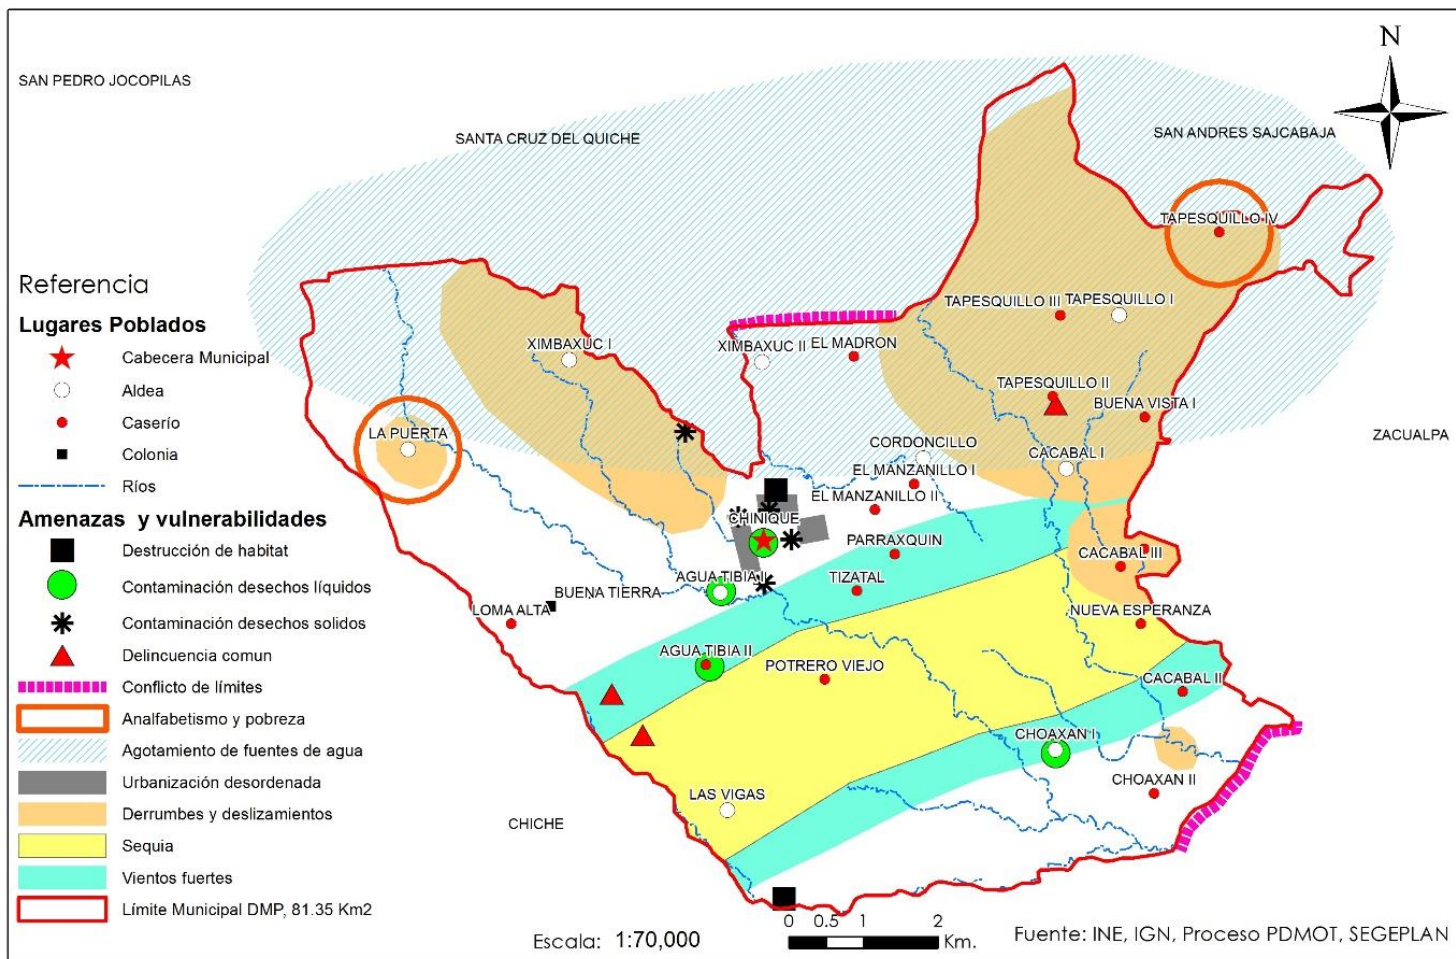 N
SAN PEDRO JOCOPILAS
SANTA CRUZ DEL QUICHE
SAN ANDRES SAJCABAJA
TAPESQUILLO IV
Referencia
Lugares Poblados
Cabecera Municipal
Aldea
Caserío
Colonia
Ríos
Amenazas y vulnerabilidades
Destrucción de habitat
Contaminación desechos líquidos
Contaminación desechos solidos
Delincuencia comun
Conflicto de límites
Analfabetismo y pobreza
Agotamiento de fuentes de agua
Urbanización desordenada
Derrumbes y deslizamientos
Sequia
Vientos fuertes
Límite Municipal DMP, 81.35 Km2
TAPESQUILLO III
TAPESQUILLO I
XIMBAXUC I
XIMBAXUC II
EL MADRON
TAPESQUILLO II
BUENA VISTA I
LA PUERTA
ZACUALPA
CORDONCILLO
CACABAL I
EL MANZANILLO I
EL MANZANILLO II
CHINIQUE
PARRAXQUIN
CACABAL III
AGUA TIBIA I
TIZATAL
BUENA TIERRA
LOMA ALTA
NUEVA ESPERANZA
AGUA TIBIA II
POTRERO VIEJO
CACABAL II
CHOAXAN I
CHOAXAN II
LAS VIGAS
CHICHE
Escala: 1:70,000
0 0.5 1 2
Km.
Fuente: INE, IGN, Proceso PDMOT, SEGEPLAN